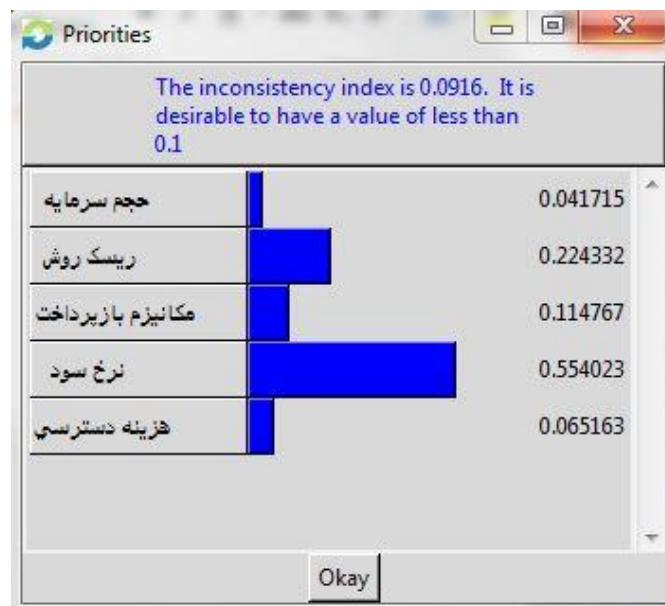 Priorities
The inconsistency index is 0.0916. It is
desirable to have a value of less than
0.1
حجم سرمایه 0.041715
ریسک روش 0.224332
مکانیزم بازپرداخت 0.114767
نرخ سود 0.554023
هزینه دسترسي 0.065163
Okay